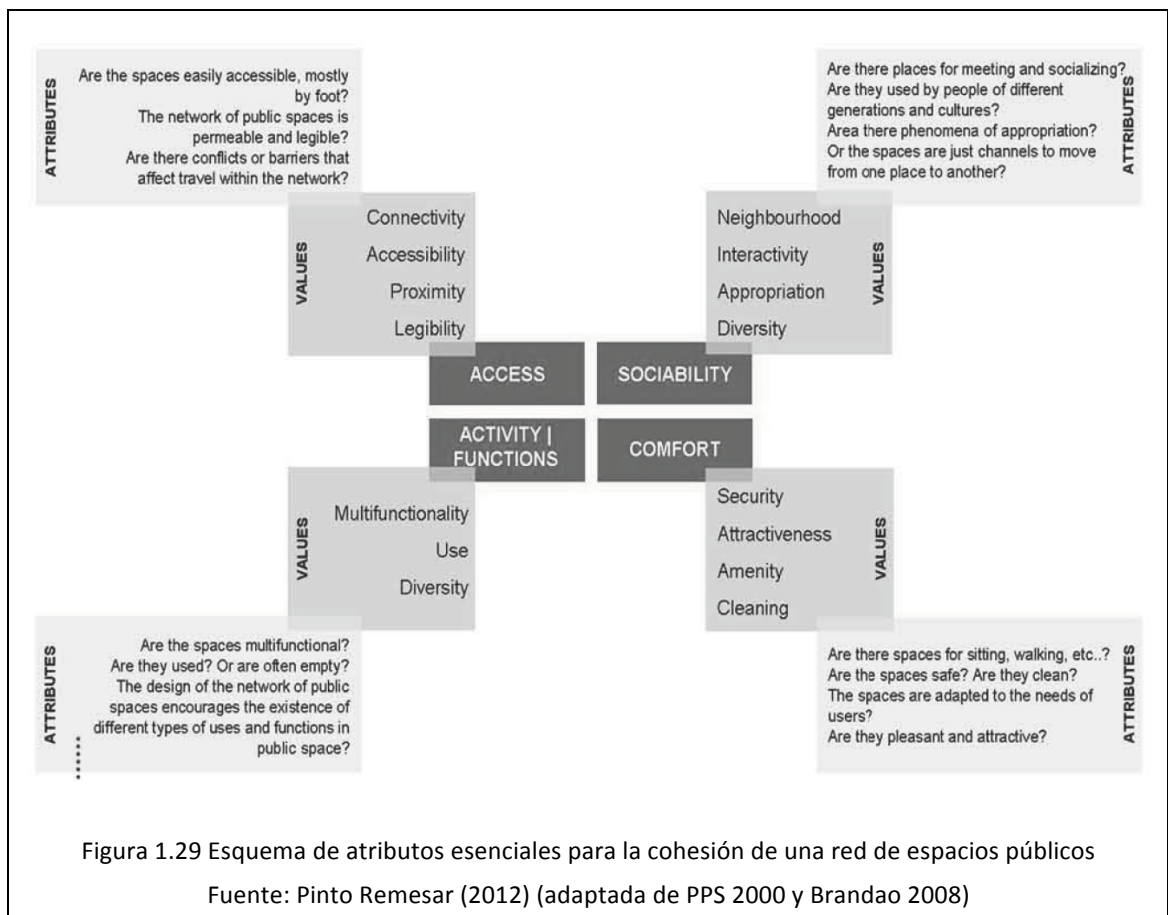 ATTRIBUTES
Are the spaces easily accessible, mostly
by foot?
The network of public spaces is
permeable and legible?
Are there conflicts or barriers that
affect travel within the network?
VALUES
Connectivity
Accessibility
Proximity
Legibility
ACCESS
Are there places for meeting and socializing?
Are they used by people of different
generations and cultures?
Area there phenomena of appropriation?
Or the spaces are just channels to move
from one place to another?
ATTRIBUTES
Neighbourhood
Interactivity
Appropriation
Diversity
VALUES
SOCIABILITY
ACTIVITY |
FUNCTIONS
VALUES
Multifunctionality
Use
Diversity
ATTRIBUTES
Are the spaces multifunctional?
Are they used? Or are often empty?
The design of the network of public
spaces encourages the existence of
different types of uses and functions in
public space?
COMFORT
Security
Attractiveness
Amenity
Cleaning
VALUES
Are there spaces for sitting, walking, etc..?
Are the spaces safe? Are they clean?
The spaces are adapted to the needs of
users?
Are they pleasant and attractive?
ATTRIBUTES
Figura 1.29 Esquema de atributos esenciales para la cohesión de una red de espacios públicos
Fuente: Pinto Remesar (2012) (adaptada de PPS 2000 y Brandao 2008)